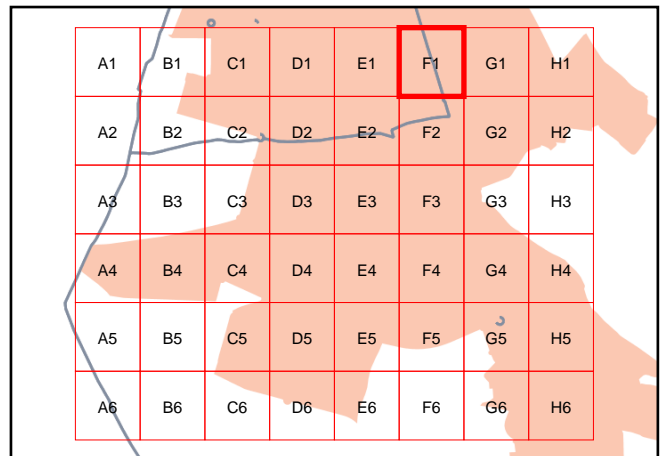 A1 B1 C1 D1 E1 F1 G1 H1
A2 B2 C2 D2 E2 F2 G2 H2
A3 B3 C3 D3 E3 F3 G3 H3
A4 B4 C4 D4 E4 F4 G4 H4
A5 B5 C5 D5 E5 F5 G5 H5
A6 B6 C6 D6 E6 F6 G6 H6